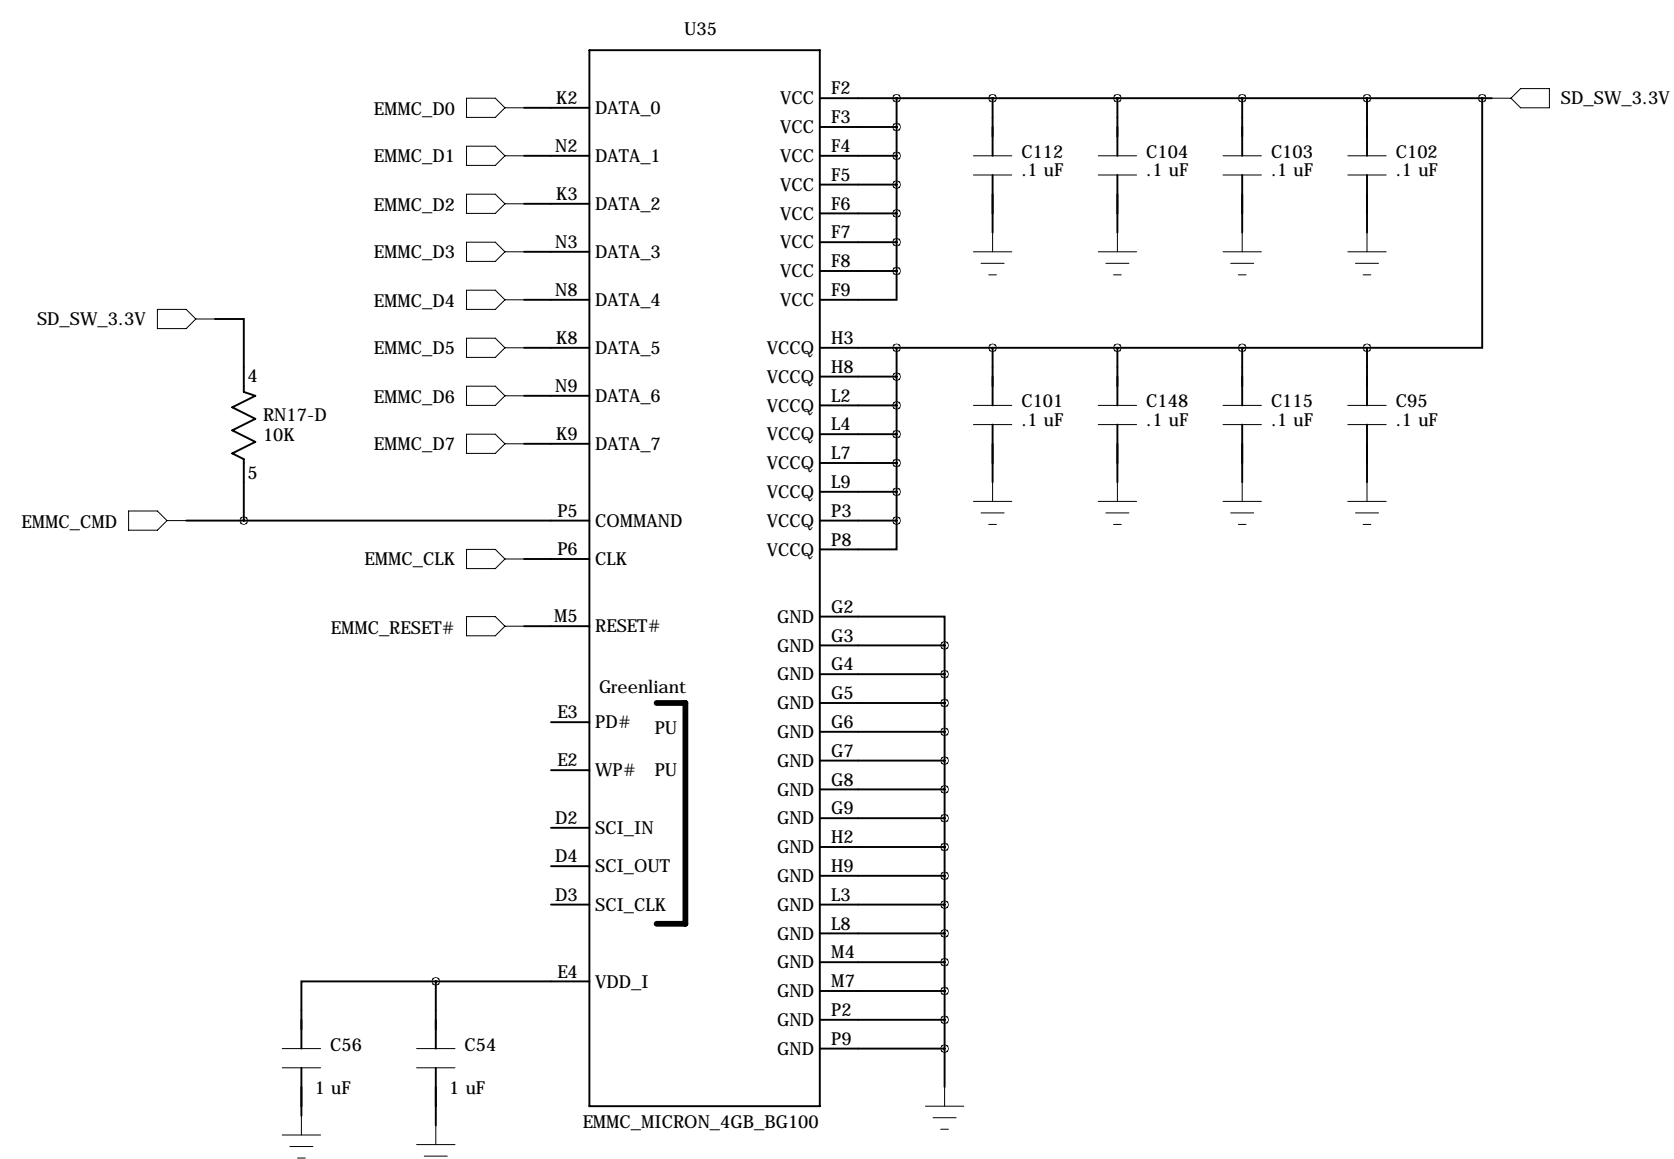 U35
EMMC_D0 K2 DATA_0
EMMC_D1 N2 DATA_1
EMMC_D2 K3 DATA_2
EMMC_D3 N3 DATA_3
EMMC_D4 N8 DATA_4
EMMC_D5 K8 DATA_5
EMMC_D6 N9 DATA_6
EMMC_D7 K9 DATA_7
SD_SW_3.3V
4
RN17-D
10K
5
EMMC_CMD P5 COMMAND
EMMC_CLK P6 CLK
EMMC_RESET# M5 RESET#
Greenliant
E3 PD# PU
E2 WP# PU
D2 SCI_IN
D4 SCI_OUT
D3 SCI_CLK
E4 VDD_I
C56
1 uF
C54
1 uF
VCC F2 SD_SW_3.3V
VCC F3
VCC F4
VCC F5
VCC F6
VCC F7
VCC F8
VCC F9
C112
.1 uF
C104
.1 uF
C103
.1 uF
C102
.1 uF
VCCQ H3
VCCQ H8
VCCQ L2
VCCQ L4
VCCQ L7
VCCQ L9
VCCQ P3
VCCQ P8
C101
.1 uF
C148
.1 uF
C115
.1 uF
C95
.1 uF
GND G2
GND G3
GND G4
GND G5
GND G6
GND G7
GND G8
GND G9
GND H2
GND H9
GND L3
GND L8
GND M4
GND M7
GND P2
GND P9
EMMC_MICRON_4GB_BG100